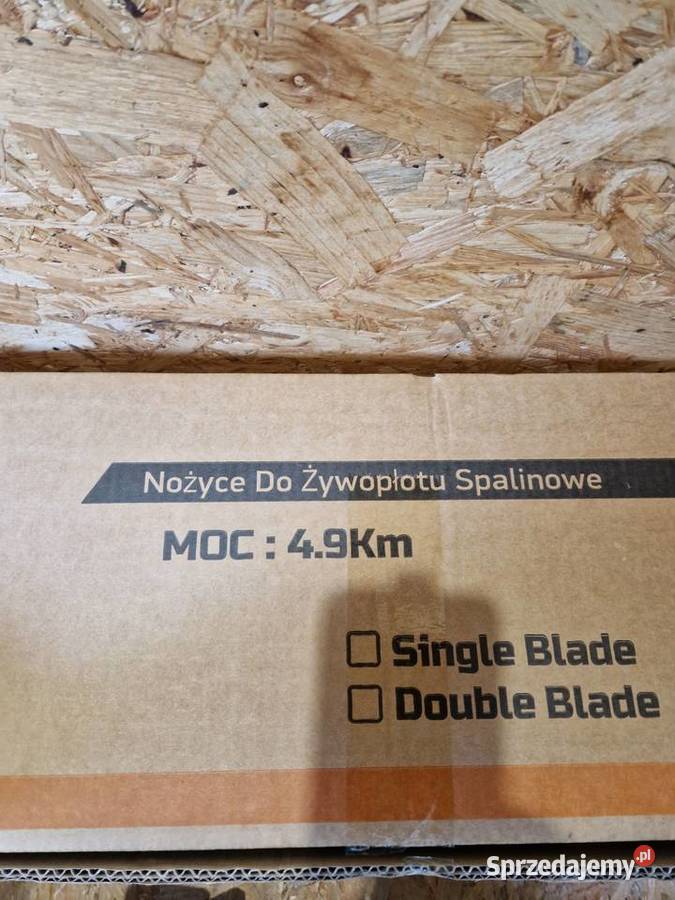 Nożyce Do Żywopłotu Spalinowe
MOC : 4.9Km
Single Blade
Double Blade
Sprzedajemy.pl